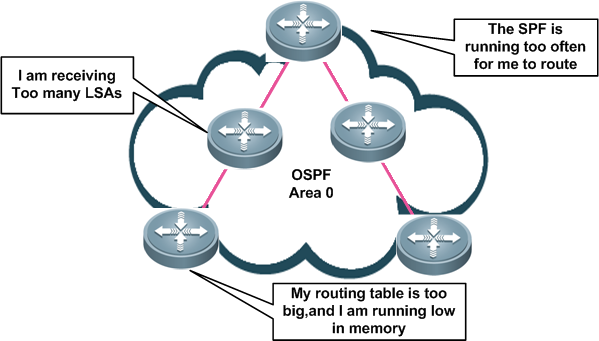 The SPF is
running too often
for me to route
I am receiving
Too many LSAs
OSPF
Area 0
My routing table is too
big,and I am running low
in memory